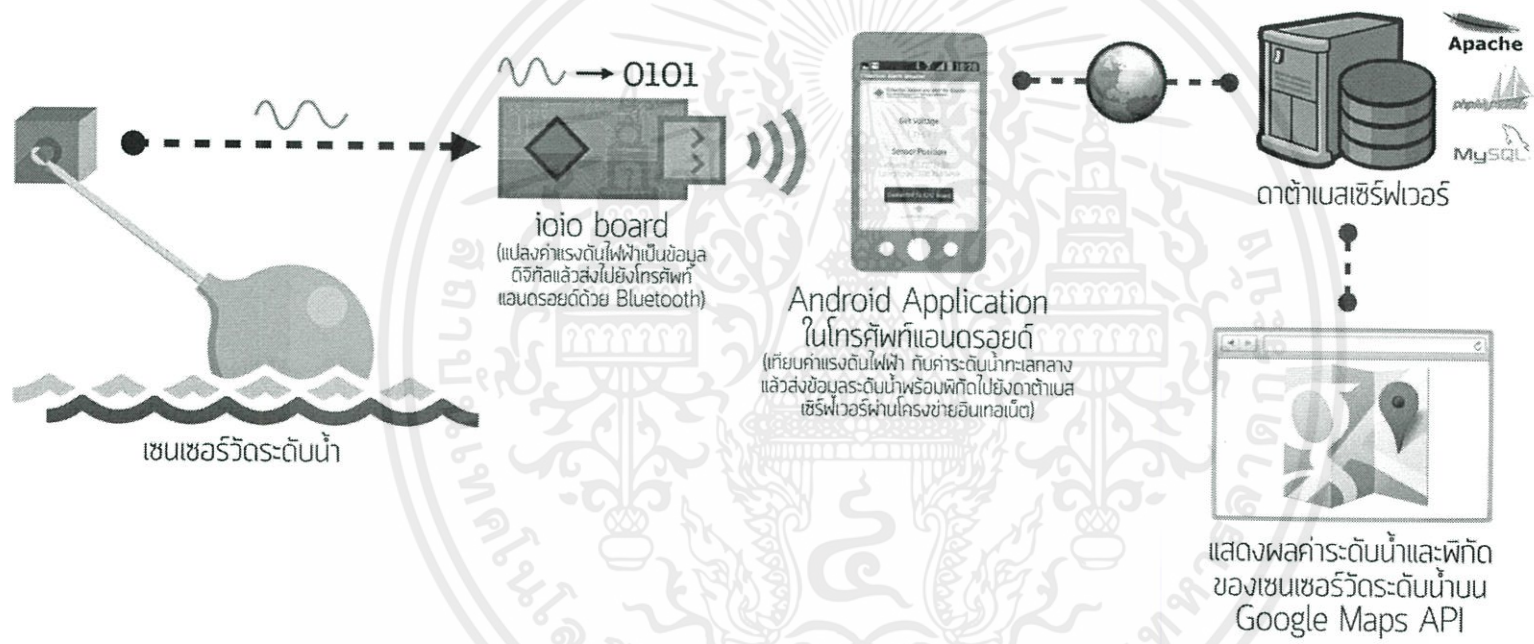 0101
ioio board
(แปลงค่าแรงดันไฟฟ้าเป็นข้อมูล
ดิจิทัลแล้วส่งไปยังโทรศัพท์
แอนดรอยด์ด้วย Bluetooth)
เซนเซอร์วัดระดับน้ำ
Get Voltage
Sensor Position
Android Application
ในโทรศัพท์แอนดรอยด์
(เทียบค่าแรงดันไฟฟ้า กับค่าระดับน้ำทะเลกลาง
แล้วส่งข้อมูลระดับน้ำพร้อมพิกัดไปยังดาต้าเบส
เซิร์ฟเวอร์ผ่านโครงข่ายอินเทอเน็ต)
Apache
MySQL
ดาต้าเบสเซิร์ฟเวอร์
แสดงผลค่าระดับน้ำและพิกัด
ของเซนเซอร์วัดระดับน้ำบน
Google Maps API